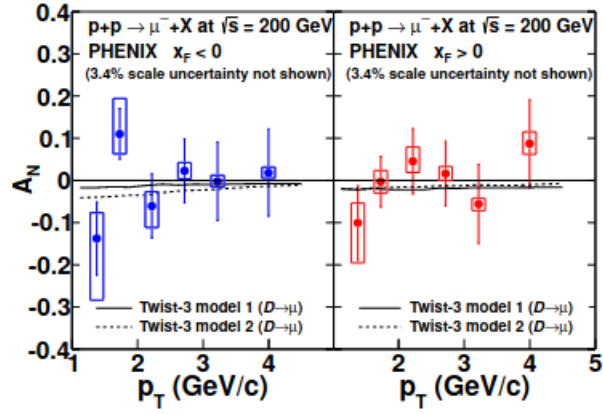 p+p → μ⁻+X at √s = 200 GeV
PHENIX x_F < 0
(3.4% scale uncertainty not shown)
p+p → μ⁻+X at √s = 200 GeV
PHENIX x_F > 0
(3.4% scale uncertainty not shown)
A_N
0.4
0.3
0.2
0.1
0
-0.1
-0.2
-0.3
-0.4
Twist-3 model 1 (D→μ)
Twist-3 model 2 (D→μ)
Twist-3 model 1 (D→μ)
Twist-3 model 2 (D→μ)
1 2 3 4
2 3 4 5
p_T (GeV/c)
p_T (GeV/c)